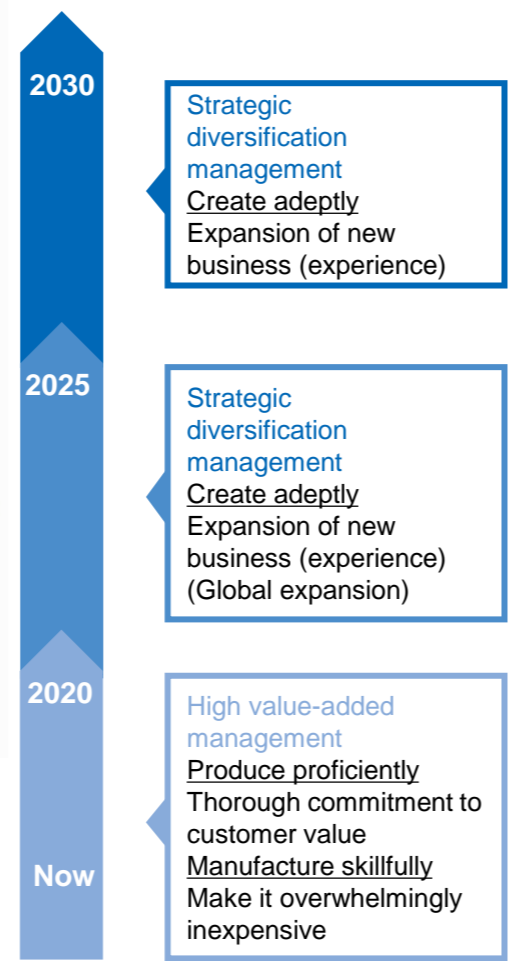 2030
Strategic
diversification
management
Create adeptly
Expansion of new
business (experience)
2025
Strategic
diversification
management
Create adeptly
Expansion of new
business (experience)
(Global expansion)
2020
High value-added
management
Produce proficiently
Thorough commitment to
customer value
Manufacture skillfully
Make it overwhelmingly
inexpensive
Now